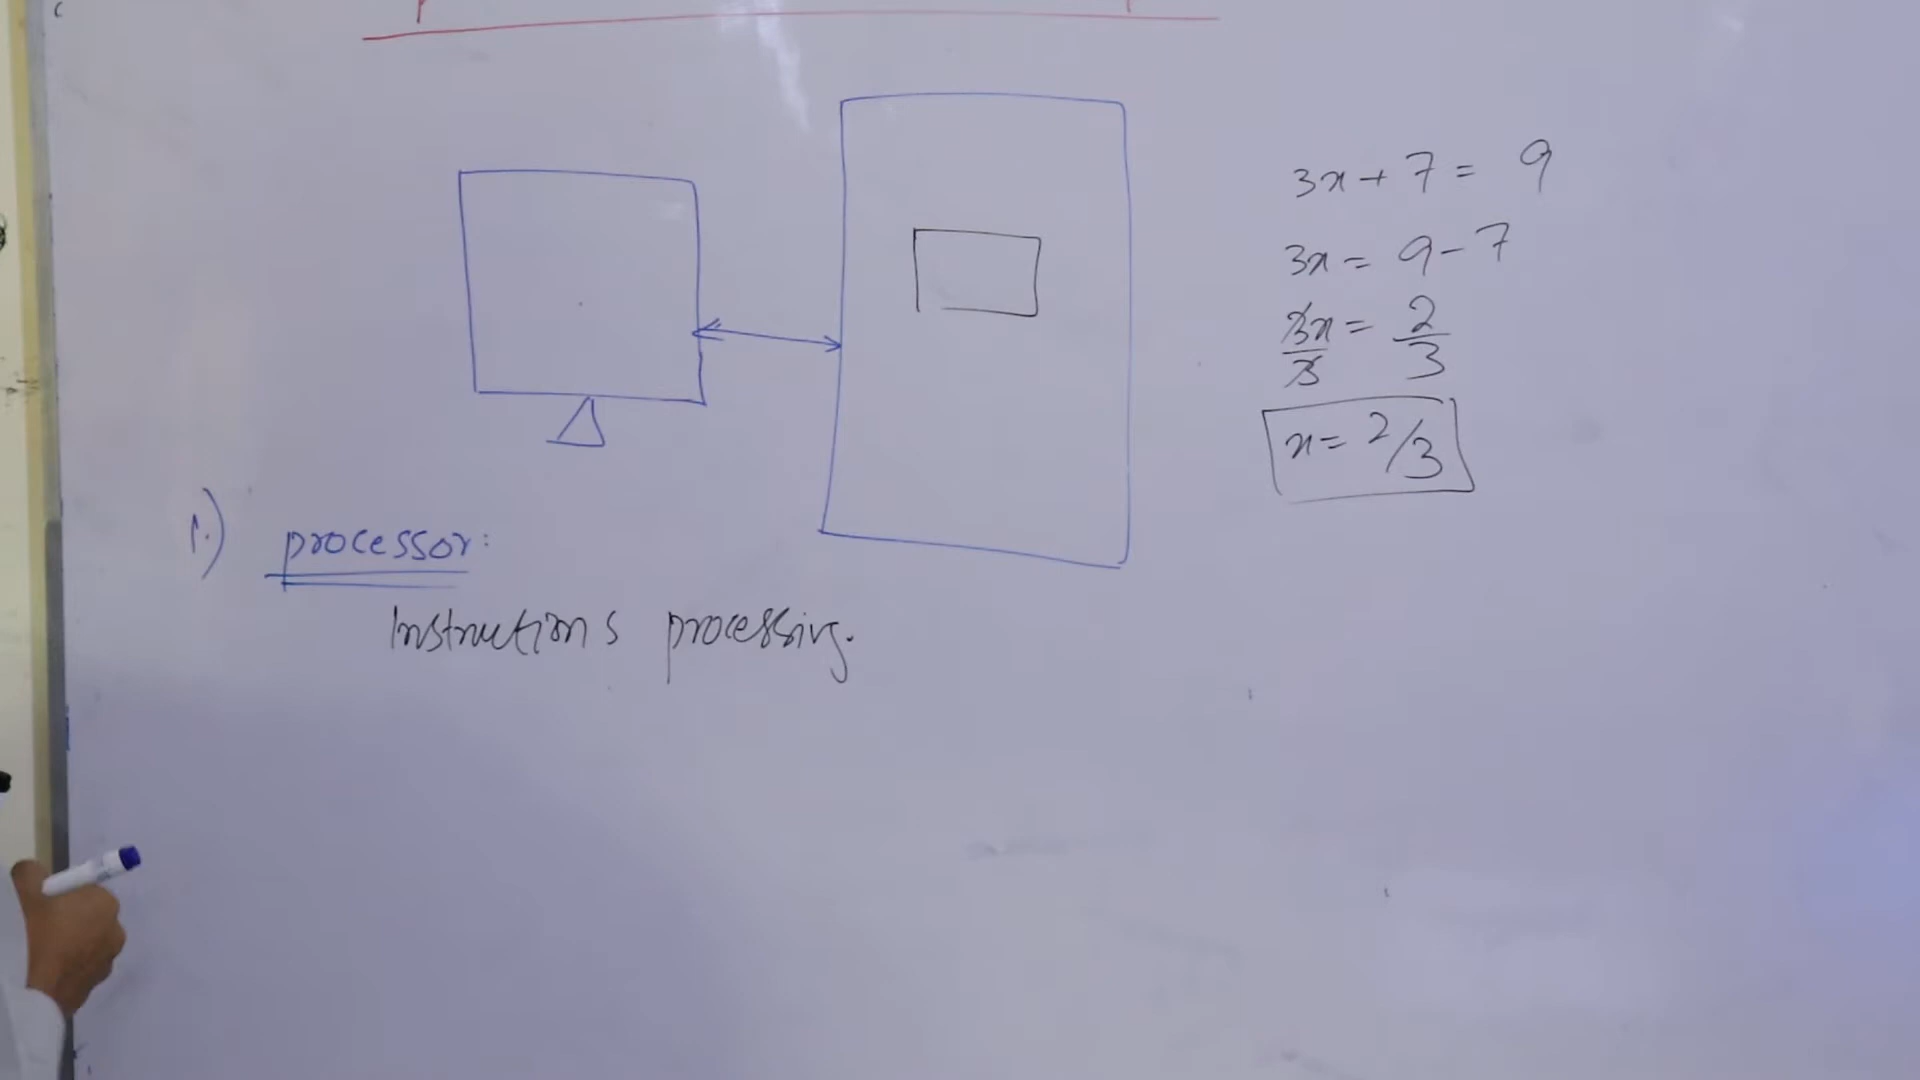 3x + 7 = 9
3x = 9 - 7
3x/3 = 2/3
x = 2/3
1.) processor:
Instructions processing.